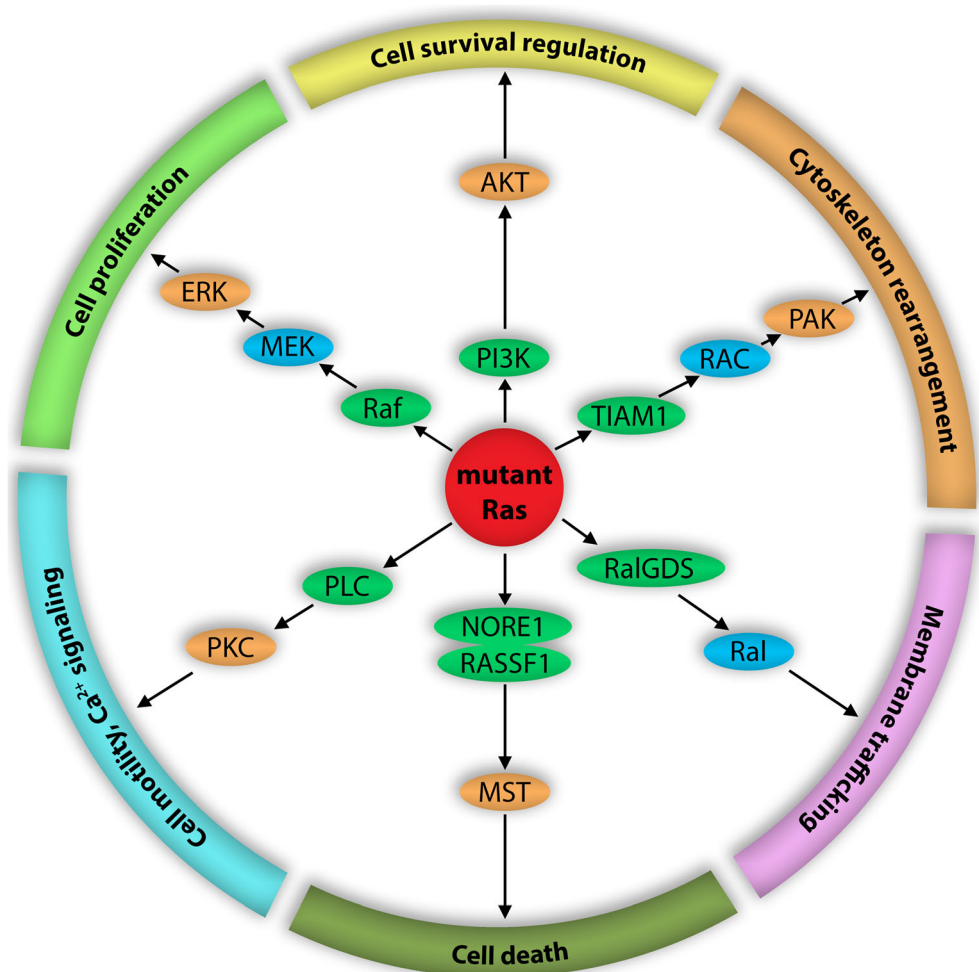 Cell survival regulation
Cytoskeleton rearrangement
Membrane trafficking
Cell death
Cell motility, Ca²⁺ signaling
Cell proliferation
AKT
PI3K
ERK
MEK
Raf
PAK
RAC
TIAM1
mutant
Ras
RalGDS
Ral
PLC
PKC
NORE1
RASSF1
MST